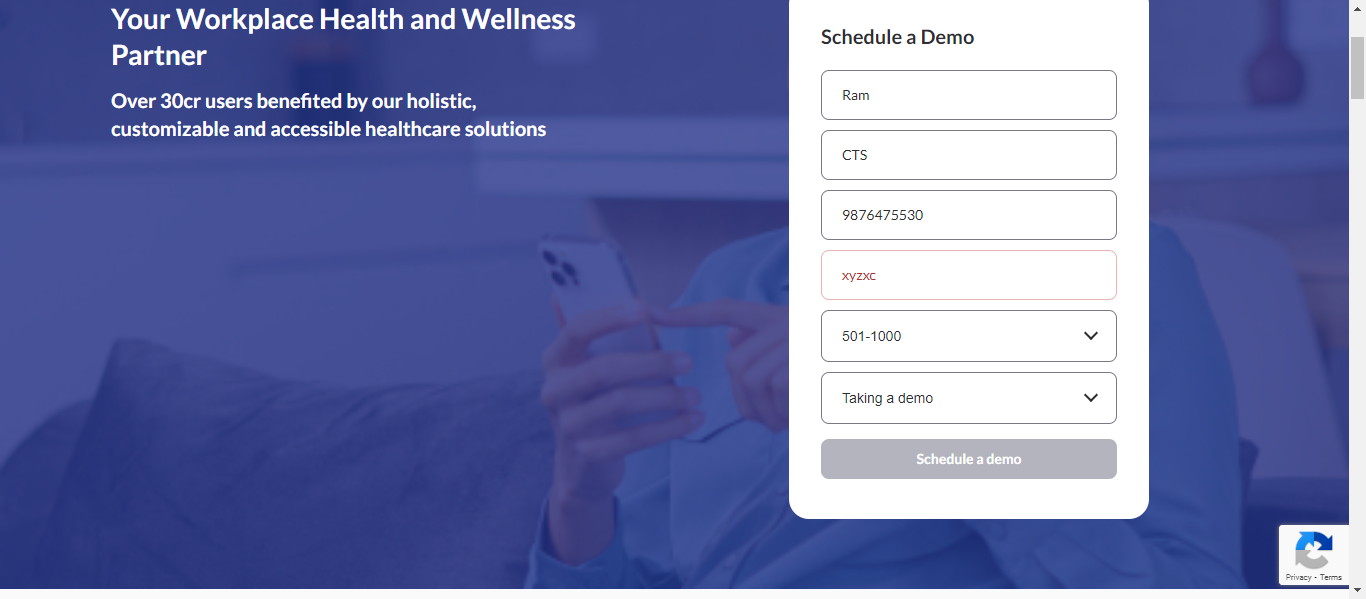 Your Workplace Health and Wellness
Partner
Over 30cr users benefited by our holistic,
customizable and accessible healthcare solutions
Schedule a Demo
Ram
CTS
9876475530
xyzxc
501-1000
Taking a demo
Schedule a demo
Privacy - Terms